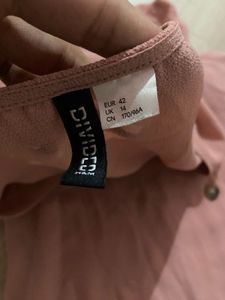 DIVIDED
H&M
EUR 42
UK 14
CN 170/96A